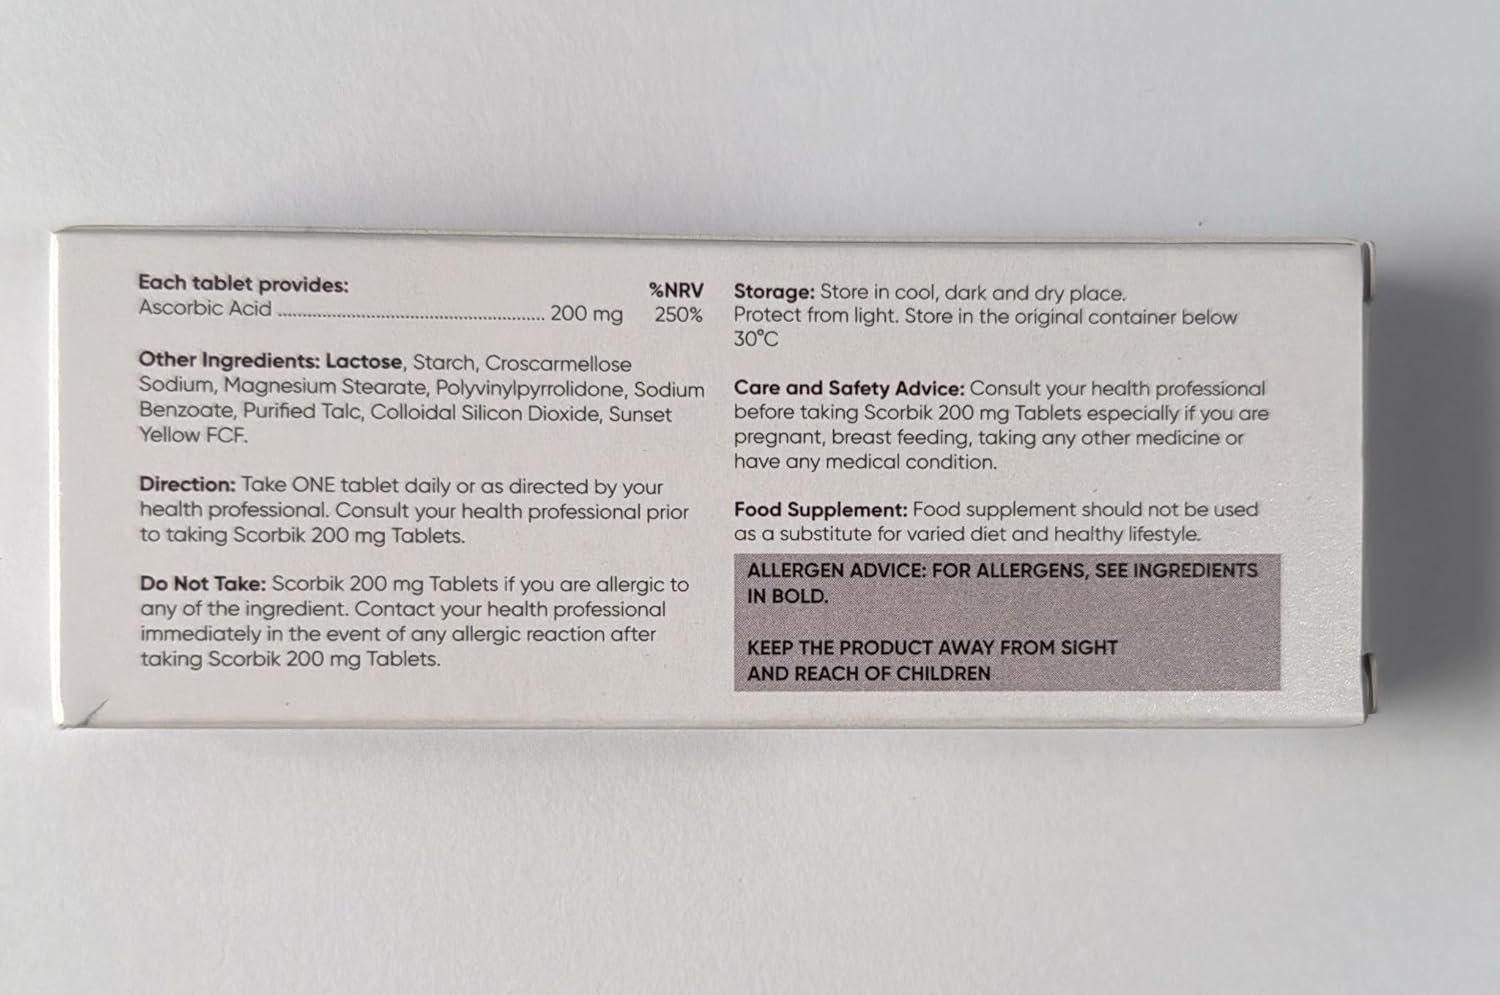 Each tablet provides:
%NRV
Ascorbic Acid ........................................................ 200 mg 250%
Other Ingredients: Lactose, Starch, Croscarmellose
Sodium, Magnesium Stearate, Polyvinylpyrrolidone, Sodium
Benzoate, Purified Talc, Colloidal Silicon Dioxide, Sunset
Yellow FCF.
Direction: Take ONE tablet daily or as directed by your
health professional. Consult your health professional prior
to taking Scorbik 200 mg Tablets.
Do Not Take: Scorbik 200 mg Tablets if you are allergic to
any of the ingredient. Contact your health professional
immediately in the event of any allergic reaction after
taking Scorbik 200 mg Tablets.
Storage: Store in cool, dark and dry place.
Protect from light. Store in the original container below
30°C
Care and Safety Advice: Consult your health professional
before taking Scorbik 200 mg Tablets especially if you are
pregnant, breast feeding, taking any other medicine or
have any medical condition.
Food Supplement: Food supplement should not be used
as a substitute for varied diet and healthy lifestyle.
ALLERGEN ADVICE: FOR ALLERGENS, SEE INGREDIENTS
IN BOLD.
KEEP THE PRODUCT AWAY FROM SIGHT
AND REACH OF CHILDREN